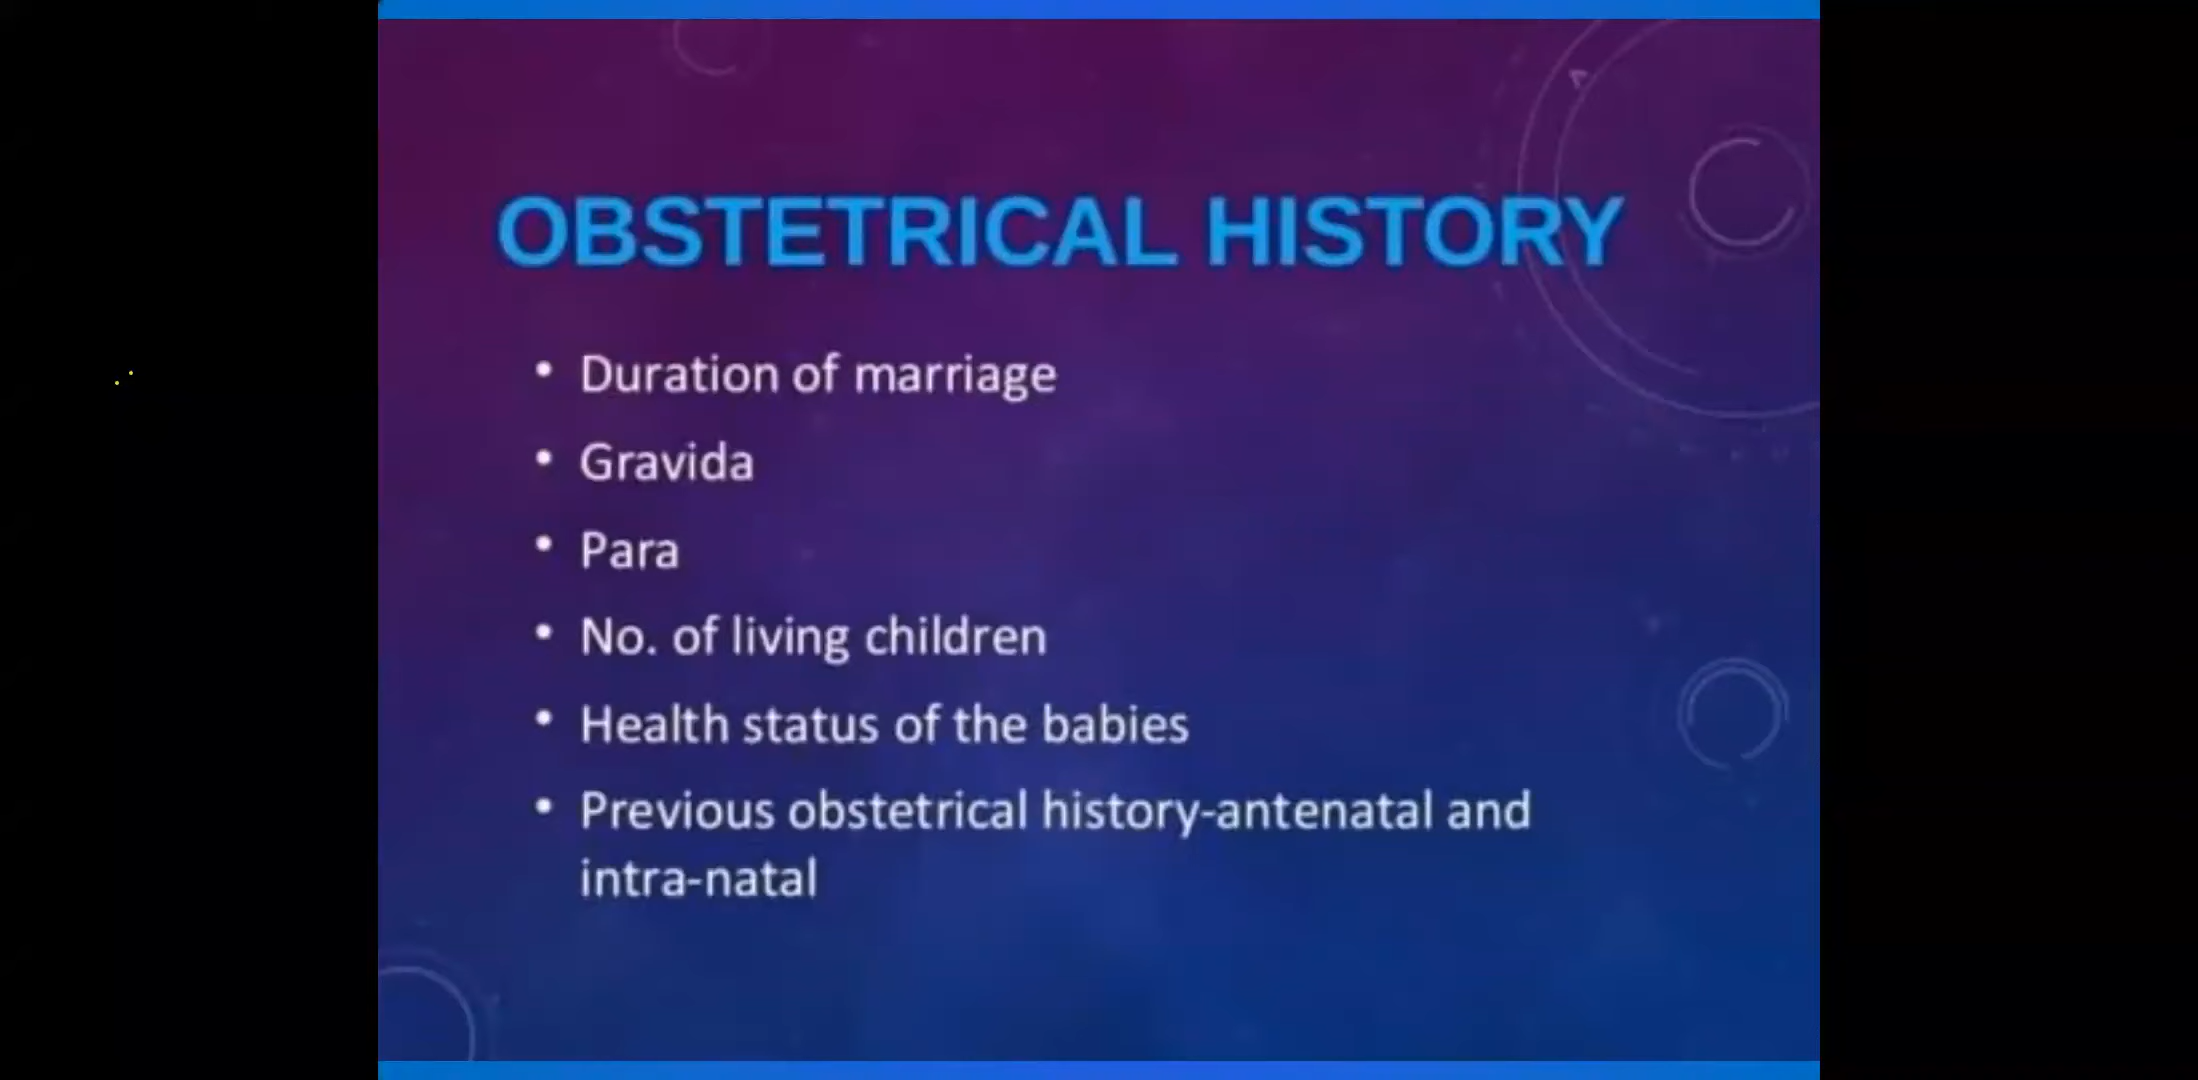 OBSTETRICAL HISTORY
• Duration of marriage
• Gravida
• Para
• No. of living children
• Health status of the babies
• Previous obstetrical history-antenatal and
intra-natal